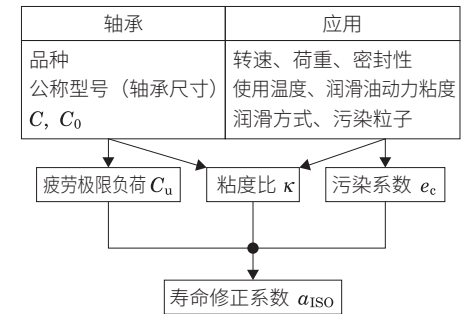 轴承 应用
品种 转速、荷重、密封性
公称型号（轴承尺寸） 使用温度、润滑油动力粘度
C, C₀ 润滑方式、污染粒子
疲劳极限负荷 Cᵤ 粘度比 κ 污染系数 e_c
寿命修正系数 a_ISO